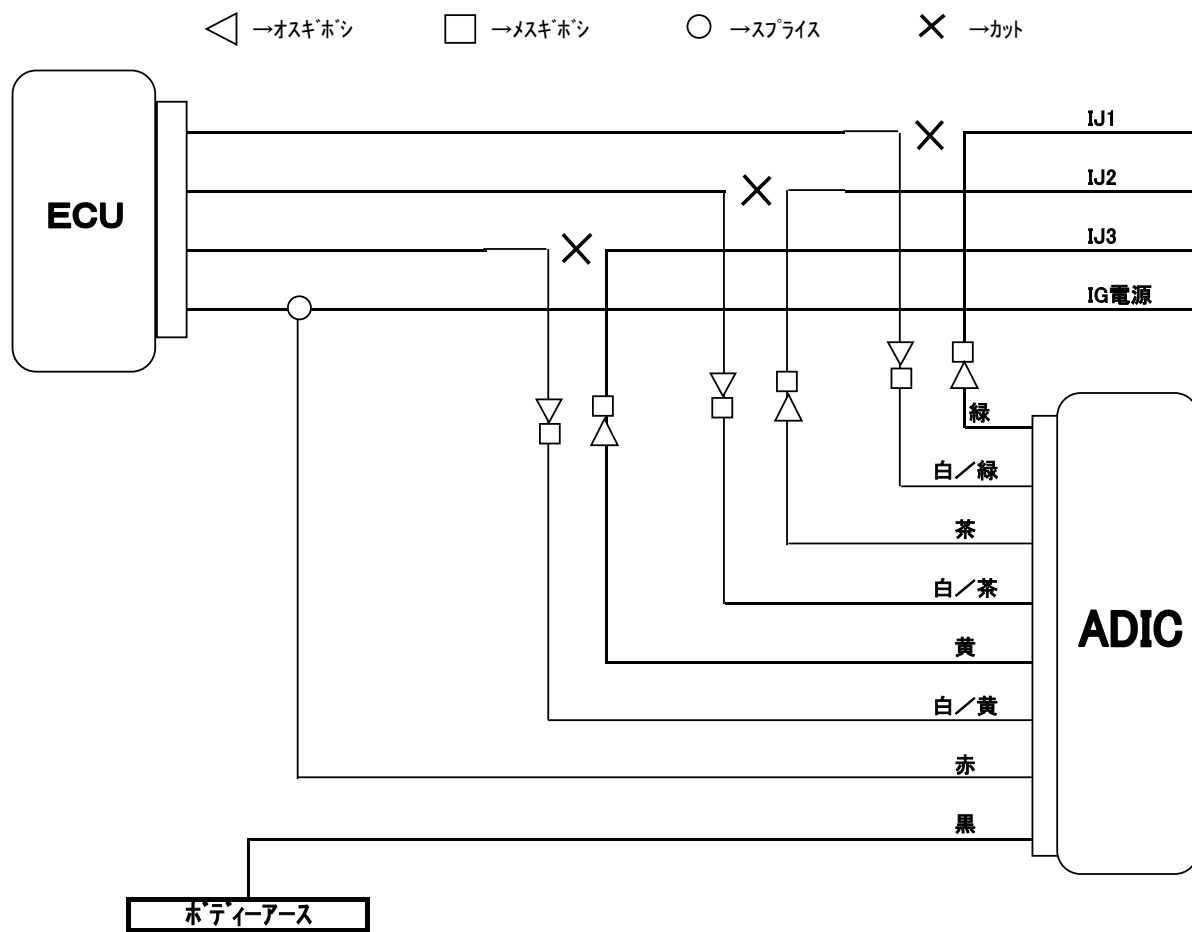 →ｵｽｷﾞﾎﾞｼ
→ﾒｽｷﾞﾎﾞｼ
→ｽﾌﾟﾗｲｽ
→ｶｯﾄ
IJ1
IJ2
ECU
IJ3
IG電源
緑
白／緑
茶
白／茶
ADIC
黄
白／黄
赤
黒
ﾎﾞﾃﾞｨｰｱｰｽ